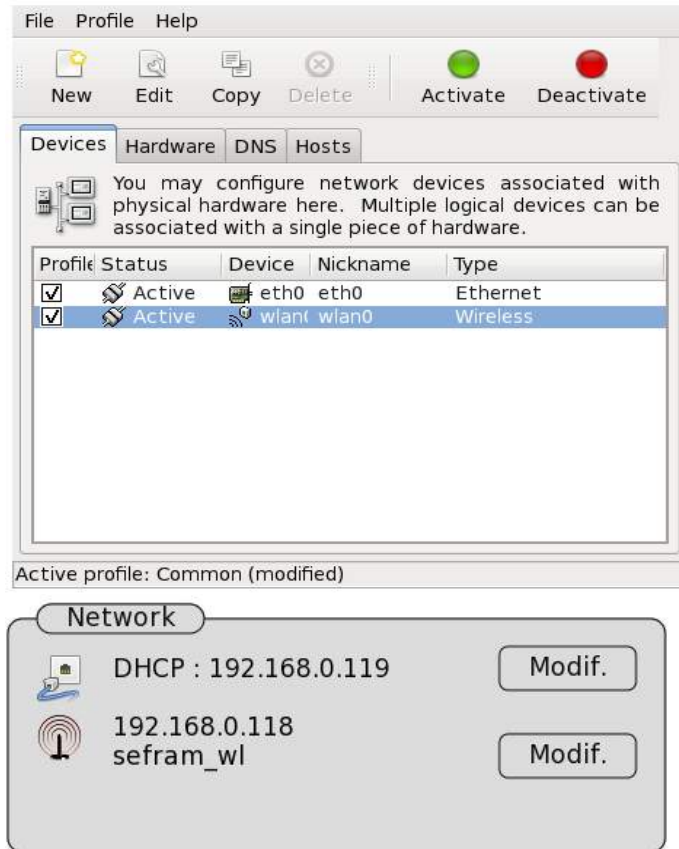 File Profile Help
New Edit Copy Delete Activate Deactivate
Devices Hardware DNS Hosts
You may configure network devices associated with
physical hardware here. Multiple logical devices can be
associated with a single piece of hardware.
Profile Status Device Nickname Type
Active eth0 eth0 Ethernet
Active wlan( wlan0 Wireless
Active profile: Common (modified)
Network
DHCP : 192.168.0.119 Modif.
192.168.0.118
sefram_wl Modif.